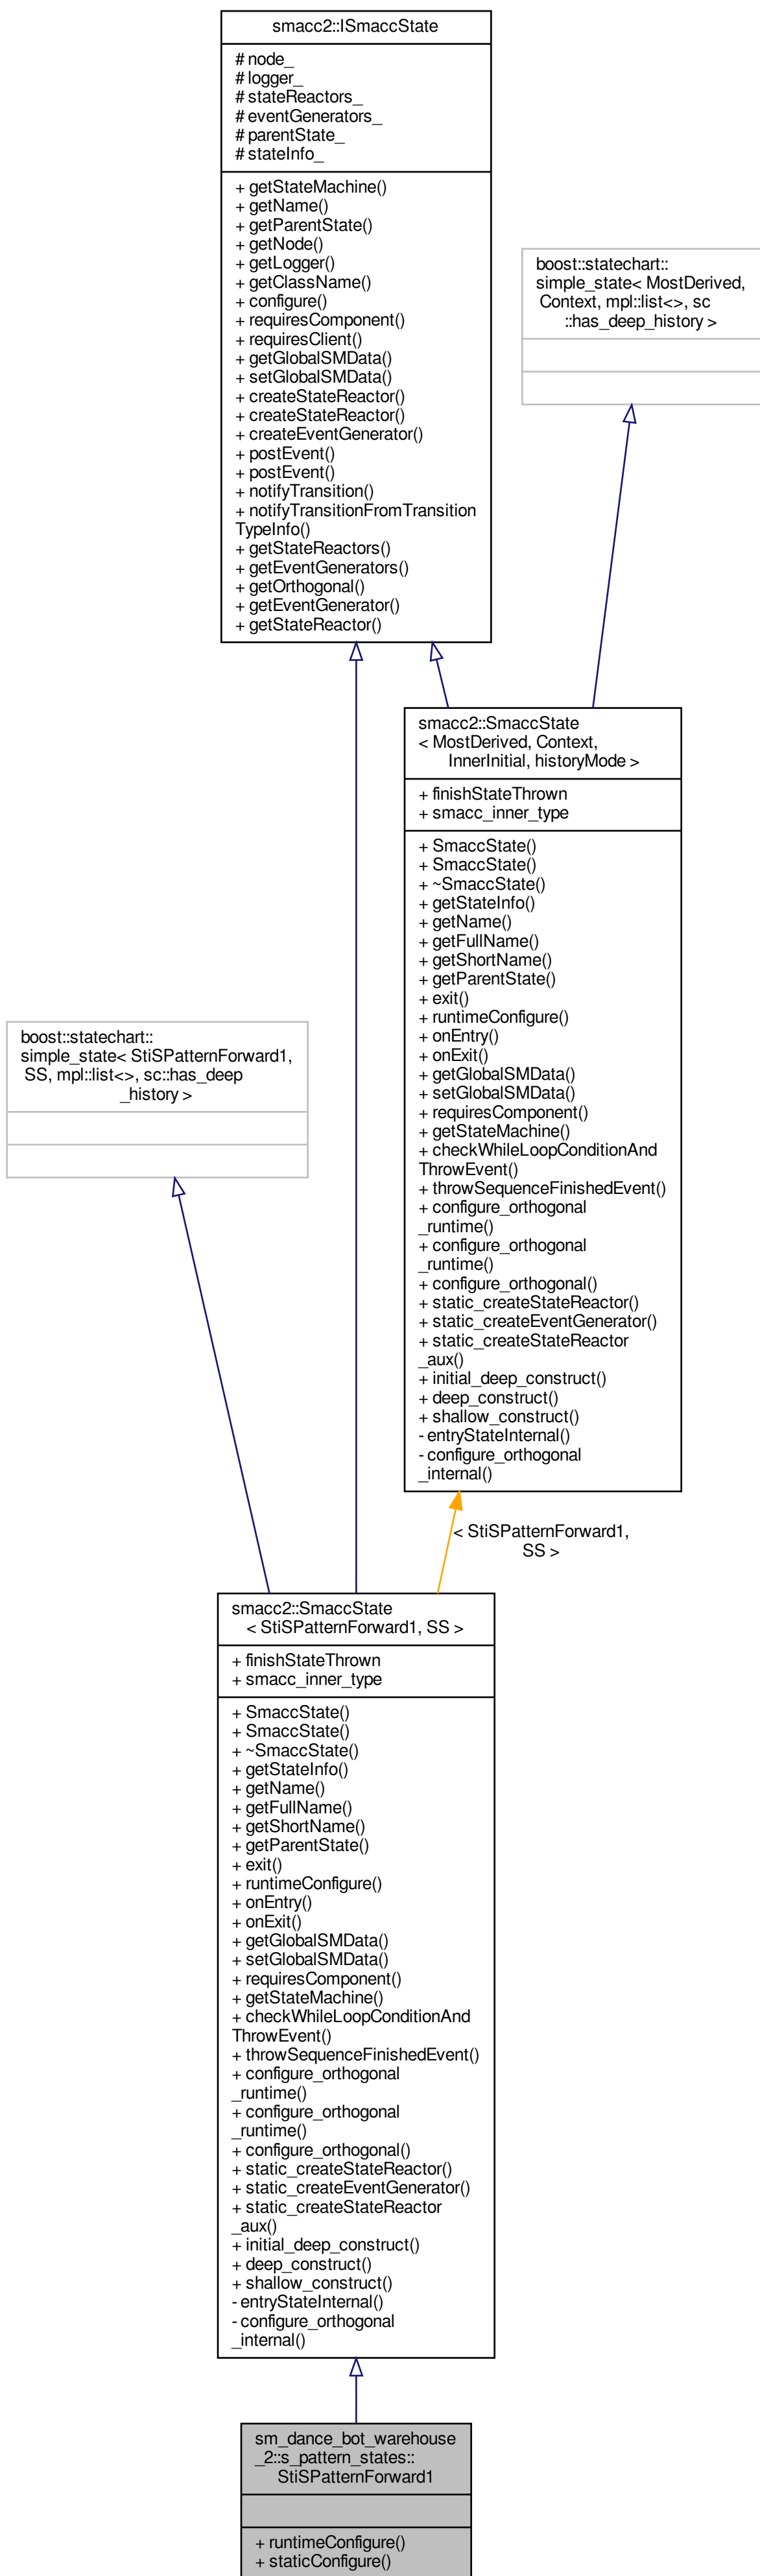 smacc2::ISmaccState
# node_
# logger_
# stateReactors_
# eventGenerators_
# parentState_
# stateInfo_
+ getStateMachine()
+ getName()
+ getParentState()
+ getNode()
+ getLogger()
+ getClassName()
+ configure()
+ requiresComponent()
+ requiresClient()
+ getGlobalSMData()
+ setGlobalSMData()
+ createStateReactor()
+ createStateReactor()
+ createEventGenerator()
+ postEvent()
+ postEvent()
+ notifyTransition()
+ notifyTransitionFromTransition
TypeInfo()
+ getStateReactors()
+ getEventGenerators()
+ getOrthogonal()
+ getEventGenerator()
+ getStateReactor()
boost::statechart::
simple_state< MostDerived,
Context, mpl::list<>, sc
::has_deep_history >
smacc2::SmaccState
< MostDerived, Context,
InnerInitial, historyMode >
+ finishStateThrown
+ smacc_inner_type
+ SmaccState()
+ SmaccState()
+ ~SmaccState()
+ getStateInfo()
+ getName()
+ getFullName()
+ getShortName()
+ getParentState()
+ exit()
+ runtimeConfigure()
+ onEntry()
+ onExit()
+ getGlobalSMData()
+ setGlobalSMData()
+ requiresComponent()
+ getStateMachine()
+ checkWhileLoopConditionAnd
ThrowEvent()
+ throwSequenceFinishedEvent()
+ configure_orthogonal
_runtime()
+ configure_orthogonal
_runtime()
+ configure_orthogonal()
+ static_createStateReactor()
+ static_createEventGenerator()
+ static_createStateReactor
_aux()
+ initial_deep_construct()
+ deep_construct()
+ shallow_construct()
- entryStateInternal()
- configure_orthogonal
_internal()
boost::statechart::
simple_state< StiSPatternForward1,
SS, mpl::list<>, sc::has_deep
_history >
< StiSPatternForward1,
SS >
smacc2::SmaccState
< StiSPatternForward1, SS >
+ finishStateThrown
+ smacc_inner_type
+ SmaccState()
+ SmaccState()
+ ~SmaccState()
+ getStateInfo()
+ getName()
+ getFullName()
+ getShortName()
+ getParentState()
+ exit()
+ runtimeConfigure()
+ onEntry()
+ onExit()
+ getGlobalSMData()
+ setGlobalSMData()
+ requiresComponent()
+ getStateMachine()
+ checkWhileLoopConditionAnd
ThrowEvent()
+ throwSequenceFinishedEvent()
+ configure_orthogonal
_runtime()
+ configure_orthogonal
_runtime()
+ configure_orthogonal()
+ static_createStateReactor()
+ static_createEventGenerator()
+ static_createStateReactor
_aux()
+ initial_deep_construct()
+ deep_construct()
+ shallow_construct()
- entryStateInternal()
- configure_orthogonal
_internal()
sm_dance_bot_warehouse
_2::s_pattern_states::
StiSPatternForward1
+ runtimeConfigure()
+ staticConfigure()